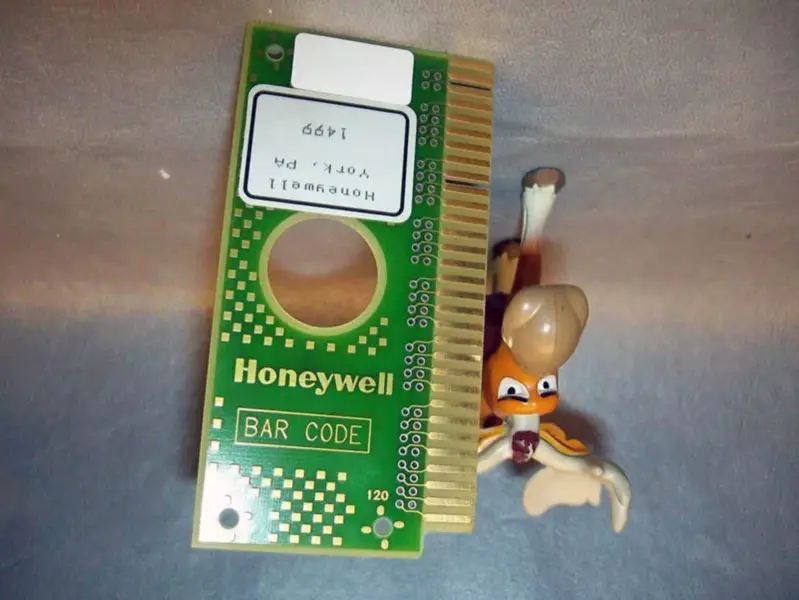 Honeywell
York, PA
1499
Honeywell
BAR CODE
120